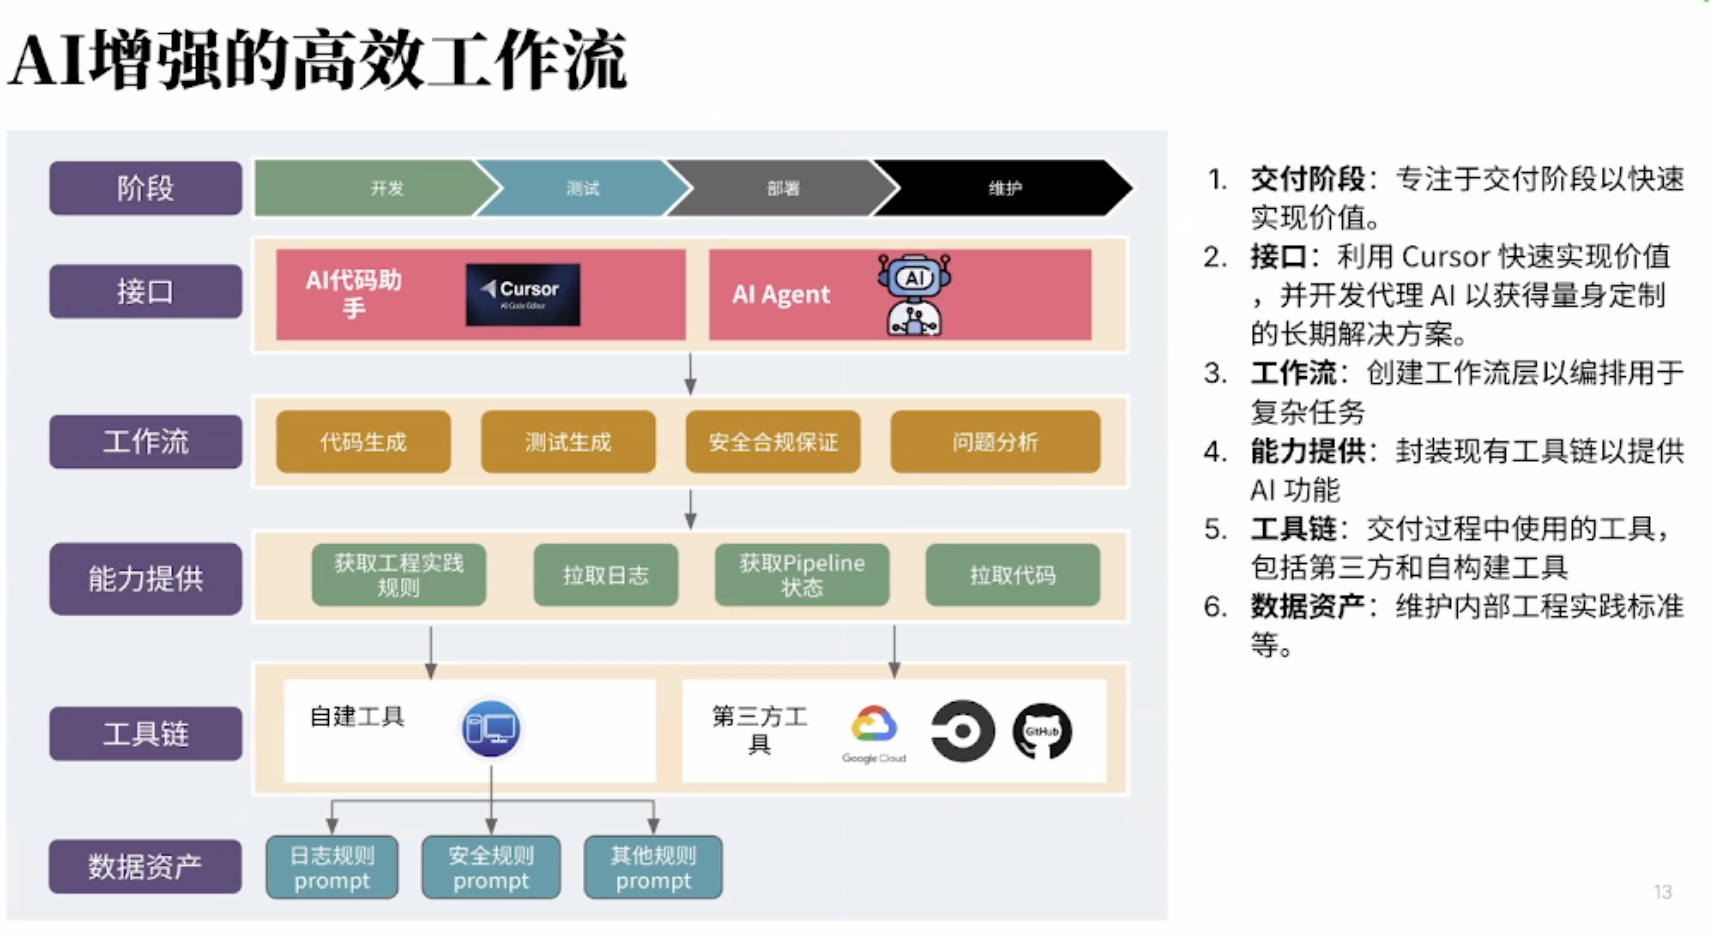 AI增强的高效工作流
阶段
开发
测试
部署
维护
接口
AI代码助
手
Cursor
AI Code Editor
AI Agent
AI
工作流
代码生成
测试生成
安全合规保证
问题分析
能力提供
获取工程实践
规则
拉取日志
获取Pipeline
状态
拉取代码
工具链
自建工具
第三方工
具
Google Cloud
GitHub
数据资产
日志规则
prompt
安全规则
prompt
其他规则
prompt
1. 交付阶段：专注于交付阶段以快速
实现价值。
2. 接口：利用 Cursor 快速实现价值
，并开发代理 AI 以获得量身定制
的长期解决方案。
3. 工作流：创建工作流层以编排用于
复杂任务
4. 能力提供：封装现有工具链以提供
AI 功能
5. 工具链：交付过程中使用的工具，
包括第三方和自构建工具
6. 数据资产：维护内部工程实践标准
等。
13